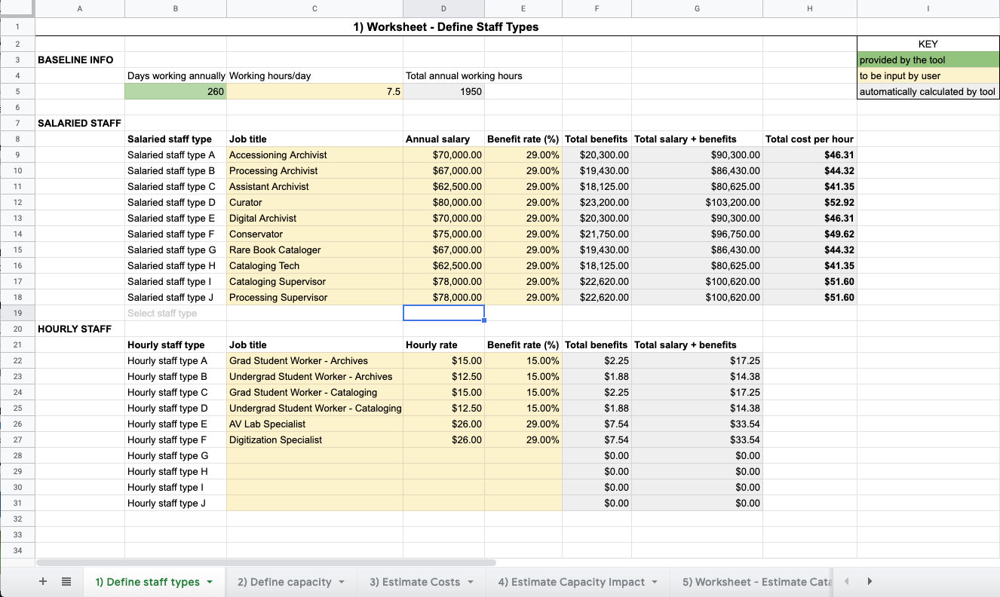 A B C D E F G H I
1 1) Worksheet - Define Staff Types
2 KEY
3 BASELINE INFO provided by the tool
4 Days working annually Working hours/day Total annual working hours to be input by user
5 260 7.5 1950 automatically calculated by tool
6
7 SALARIED STAFF
8 Salaried staff type Job title Annual salary Benefit rate (%) Total benefits Total salary + benefits Total cost per hour
9 Salaried staff type A Accessioning Archivist $70,000.00 29.00% $20,300.00 $90,300.00 $46.31
10 Salaried staff type B Processing Archivist $67,000.00 29.00% $19,430.00 $86,430.00 $44.32
11 Salaried staff type C Assistant Archivist $62,500.00 29.00% $18,125.00 $80,625.00 $41.35
12 Salaried staff type D Curator $80,000.00 29.00% $23,200.00 $103,200.00 $52.92
13 Salaried staff type E Digital Archivist $70,000.00 29.00% $20,300.00 $90,300.00 $46.31
14 Salaried staff type F Conservator $75,000.00 29.00% $21,750.00 $96,750.00 $49.62
15 Salaried staff type G Rare Book Cataloger $67,000.00 29.00% $19,430.00 $86,430.00 $44.32
16 Salaried staff type H Cataloging Tech $62,500.00 29.00% $18,125.00 $80,625.00 $41.35
17 Salaried staff type I Cataloging Supervisor $78,000.00 29.00% $22,620.00 $100,620.00 $51.60
18 Salaried staff type J Processing Supervisor $78,000.00 29.00% $22,620.00 $100,620.00 $51.60
19 Select staff type
20 HOURLY STAFF
21 Hourly staff type Job title Hourly rate Benefit rate (%) Total benefits Total salary + benefits
22 Hourly staff type A Grad Student Worker - Archives $15.00 15.00% $2.25 $17.25
23 Hourly staff type B Undergrad Student Worker - Archives $12.50 15.00% $1.88 $14.38
24 Hourly staff type C Grad Student Worker - Cataloging $15.00 15.00% $2.25 $17.25
25 Hourly staff type D Undergrad Student Worker - Cataloging $12.50 15.00% $1.88 $14.38
26 Hourly staff type E AV Lab Specialist $26.00 29.00% $7.54 $33.54
27 Hourly staff type F Digitization Specialist $26.00 29.00% $7.54 $33.54
28 Hourly staff type G $0.00 $0.00
29 Hourly staff type H $0.00 $0.00
30 Hourly staff type I $0.00 $0.00
31 Hourly staff type J $0.00 $0.00
32
33
34
1) Define staff types 2) Define capacity 3) Estimate Costs 4) Estimate Capacity Impact 5) Worksheet - Estimate Cata